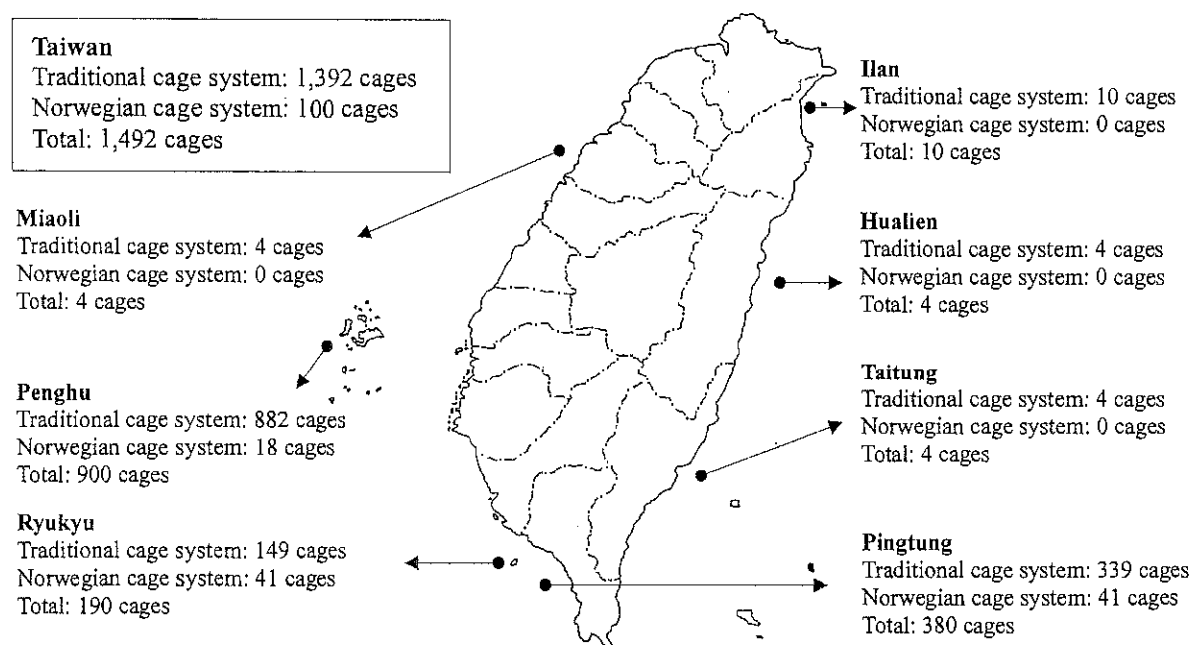 Taiwan
Traditional cage system: 1,392 cages
Norwegian cage system: 100 cages
Total: 1,492 cages
Miaoli
Traditional cage system: 4 cages
Norwegian cage system: 0 cages
Total: 4 cages
Penghu
Traditional cage system: 882 cages
Norwegian cage system: 18 cages
Total: 900 cages
Ryukyu
Traditional cage system: 149 cages
Norwegian cage system: 41 cages
Total: 190 cages
Ilan
Traditional cage system: 10 cages
Norwegian cage system: 0 cages
Total: 10 cages
Hualien
Traditional cage system: 4 cages
Norwegian cage system: 0 cages
Total: 4 cages
Taitung
Traditional cage system: 4 cages
Norwegian cage system: 0 cages
Total: 4 cages
Pingtung
Traditional cage system: 339 cages
Norwegian cage system: 41 cages
Total: 380 cages